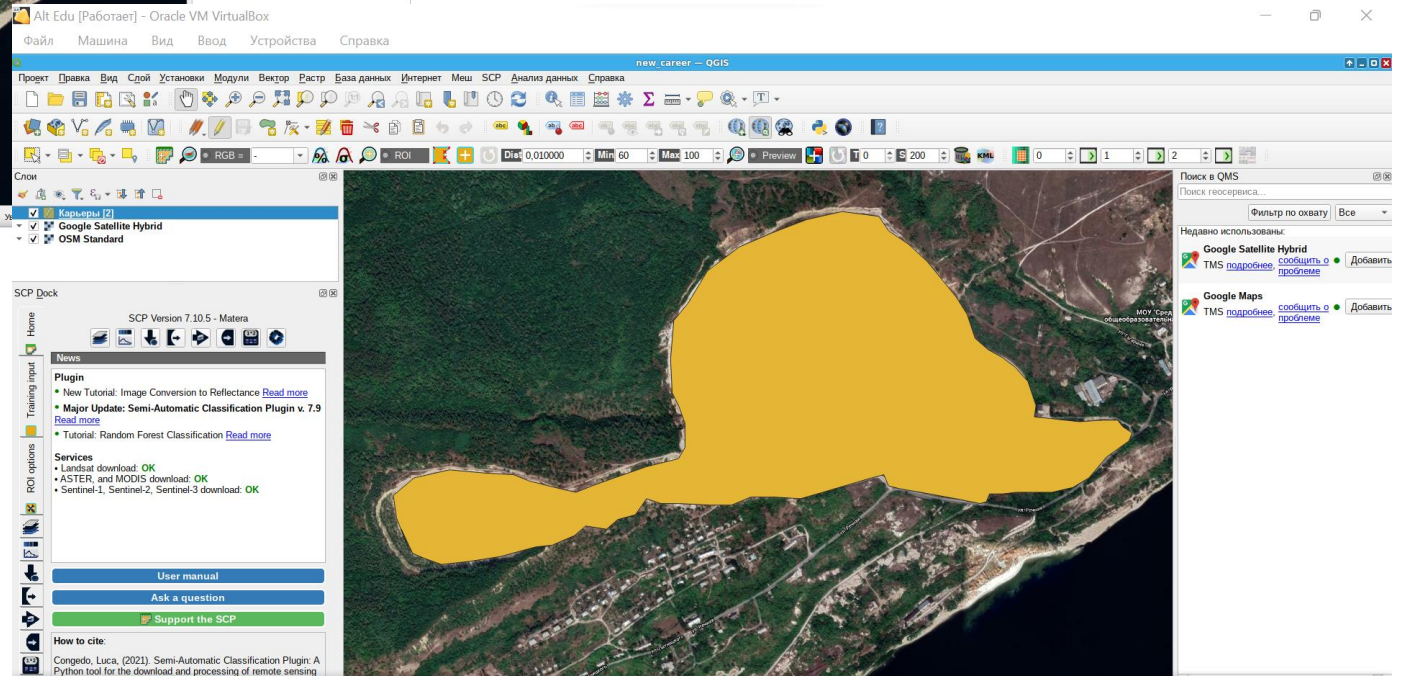 Alt Edu [Работает] - Oracle VM VirtualBox
Файл Машина Вид Ввод Устройства Справка
new_career — QGIS
Проект Правка Вид Слой Установки Модули Вектор Растр База данных Интернет Меш SCP Анализ данных Справка
RGB = - ROI Dist 0,010000 Min 60 Max 100 Preview T 0 S 200 KML 0 1 2
Слои
Карьеры [2]
Google Satellite Hybrid
OSM Standard
SCP Dock
Home
Training input
ROI options
SCP Version 7.10.5 - Matera
News
Plugin
• New Tutorial: Image Conversion to Reflectance Read more
• Major Update: Semi-Automatic Classification Plugin v. 7.9
Read more
• Tutorial: Random Forest Classification Read more
Services
• Landsat download: OK
• ASTER, and MODIS download: OK
• Sentinel-1, Sentinel-2, Sentinel-3 download: OK
User manual
Ask a question
Support the SCP
How to cite:
Congedo, Luca, (2021). Semi-Automatic Classification Plugin: A
Python tool for the download and processing of remote sensing
МОУ "Сред
общеобразовательн
Поиск в QMS
Поиск геосервиса...
Фильтр по охвату Все
Недавно использованы:
Google Satellite Hybrid
TMS подробнее, сообщить о проблеме Добавить
Google Maps
TMS подробнее, сообщить о проблеме Добавить